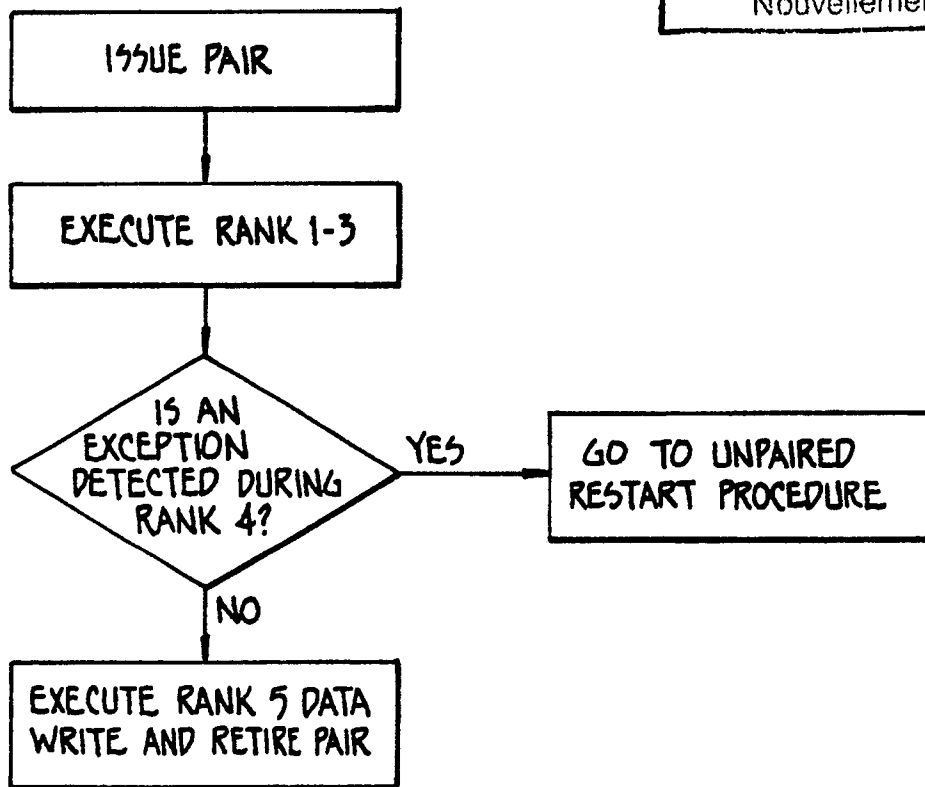 Nouvellement
ISSUE PAIR
EXECUTE RANK 1-3
IS AN
EXCEPTION
DETECTED DURING
RANK 4?
YES
GO TO UNPAIRED
RESTART PROCEDURE
NO
EXECUTE RANK 5 DATA
WRITE AND RETIRE PAIR